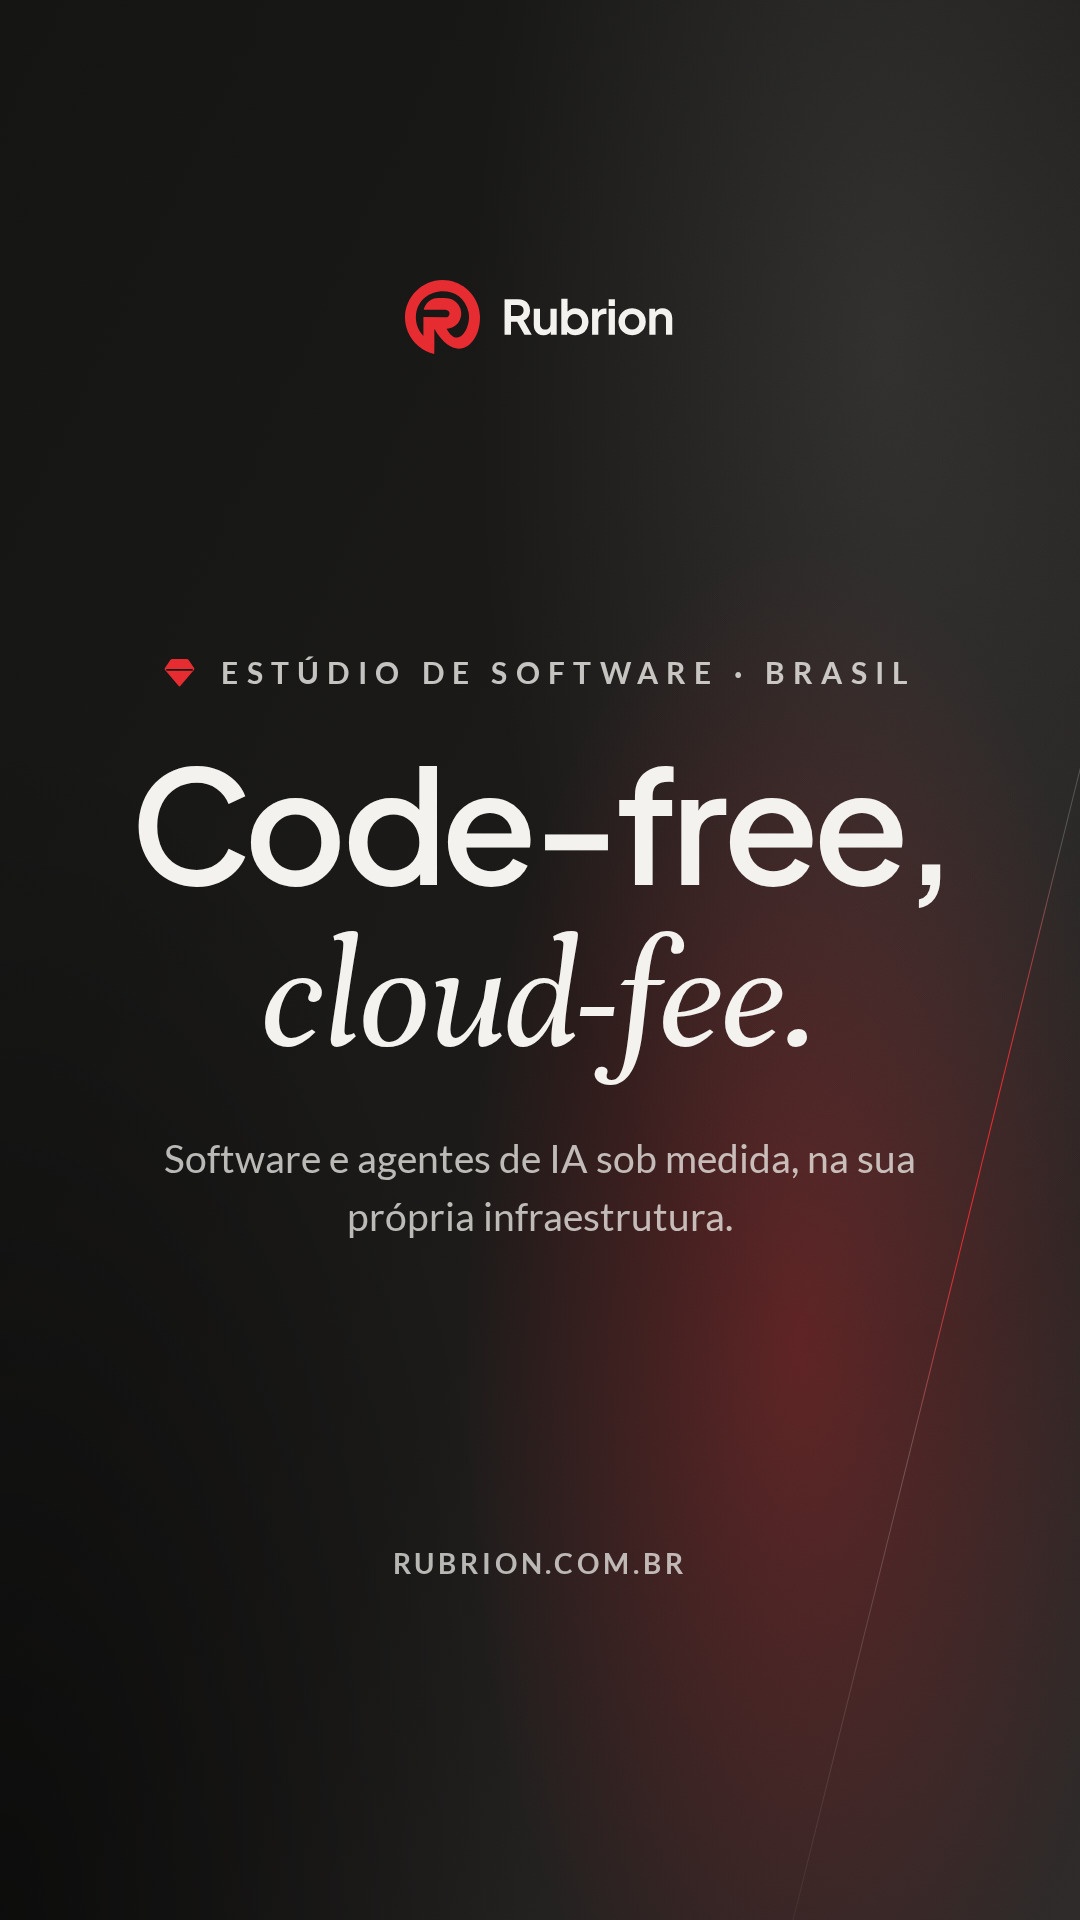 Rubrion
ESTÚDIO DE SOFTWARE · BRASIL
Code-free,
cloud-fee.
Software e agentes de IA sob medida, na sua
própria infraestrutura.
RUBRION.COM.BR